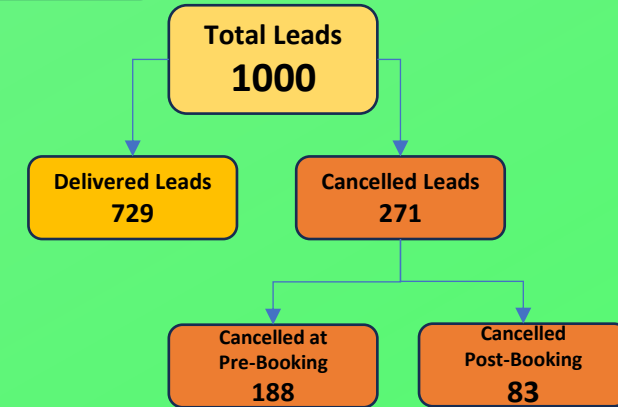 Total Leads
1000
Delivered Leads
729
Cancelled Leads
271
Cancelled at
Pre-Booking
188
Cancelled
Post-Booking
83